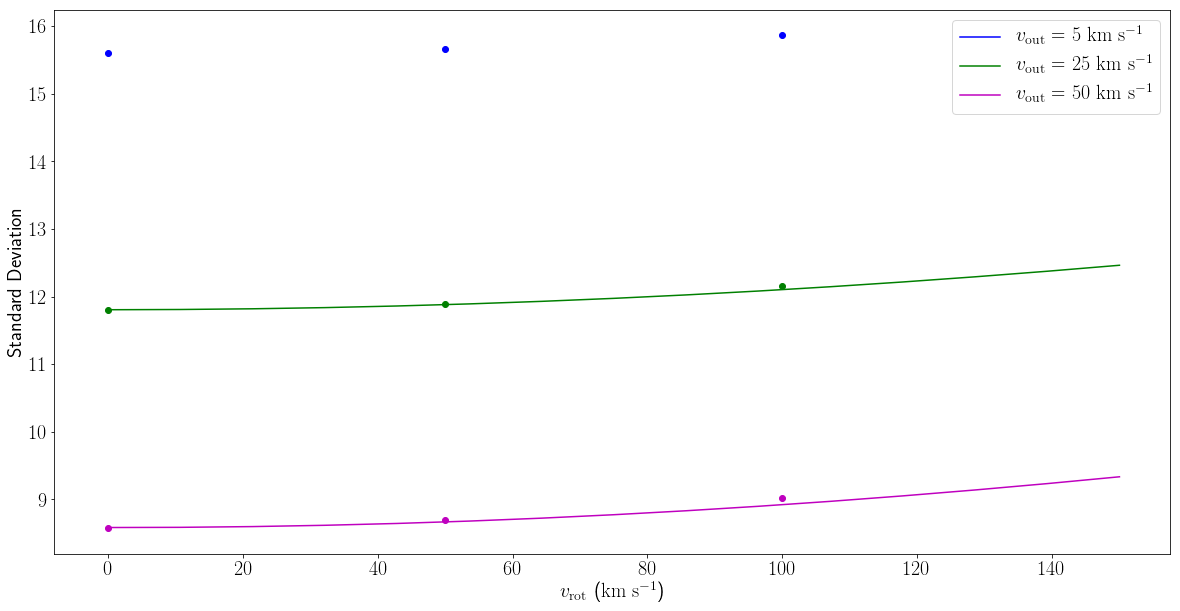 16
15
14
13
12
11
10
9
Standard Deviation
0 20 40 60 80 100 120 140
v_rot (km s⁻¹)
v_out = 5 km s⁻¹
v_out = 25 km s⁻¹
v_out = 50 km s⁻¹